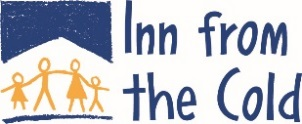 Inn from
the Cold